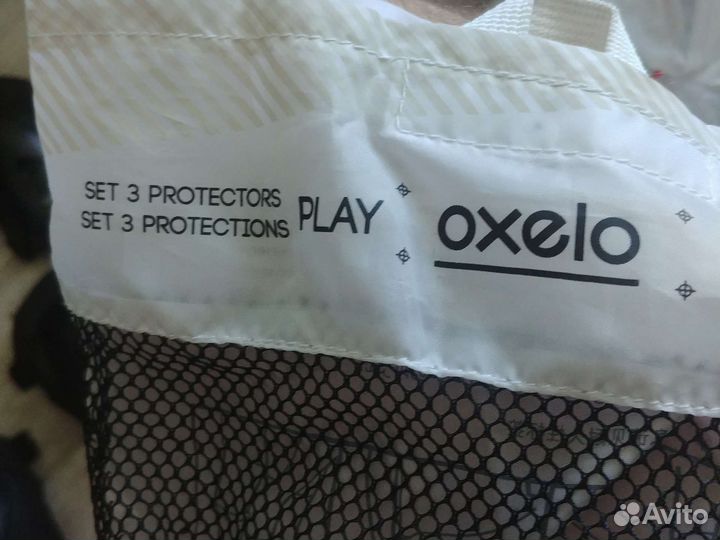 SET 3 PROTECTORS
SET 3 PROTECTIONS
PLAY
oxelo
Avito